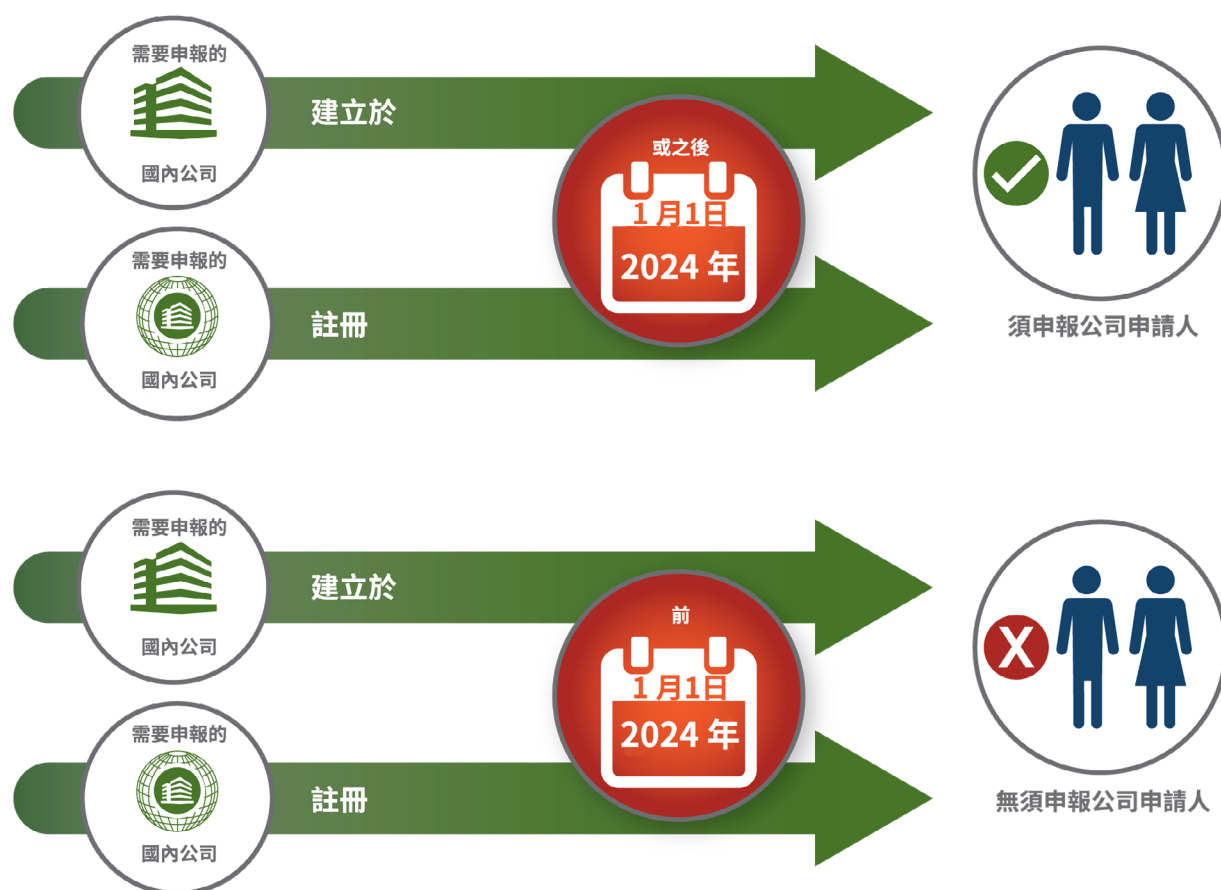 需要申報的
國內公司
建立於
需要申報的
國內公司
註冊
或之後
1 月1日
2024 年
須申報公司申請人
需要申報的
國內公司
建立於
需要申報的
國內公司
註冊
前
1 月1日
2024 年
X
無須申報公司申請人